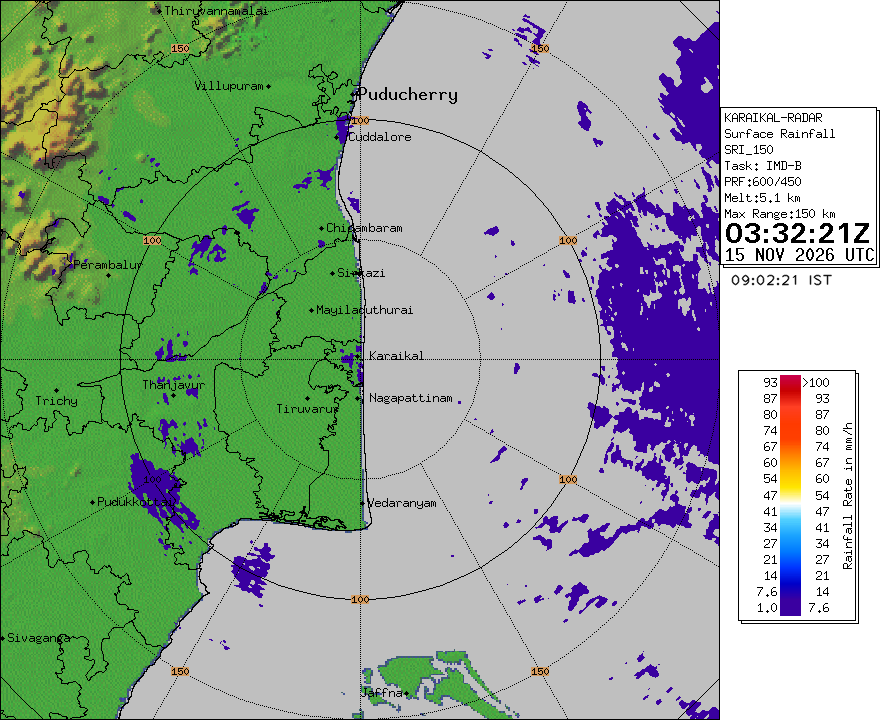 Thiruvannamalai
150
150
Villupuram
Puducherry
100
Cuddalore
Chidambaram
100
100
Perambalur
Sirkazi
Mayiladuthurai
Karaikal
Thanjavur
Trichy
Tiruvarur
Nagapattinam
100
100
Pudukkottai
Vedaranyam
100
Sivaganga
150
150
Jaffna
KARAIKAL-RADAR
Surface Rainfall
SRI_150
Task: IMD-B
PRF:600/450
Melt:5.1 km
Max Range:150 km
03:32:21Z
15 NOV 2026 UTC
09:02:21 IST
93 >100
87 93
80 87
74 80
67 74
60 67
54 60
47 54
41 47
34 41
27 34
21 27
14 21
7.6 14
1.0 7.6
Rainfall Rate in mm/h